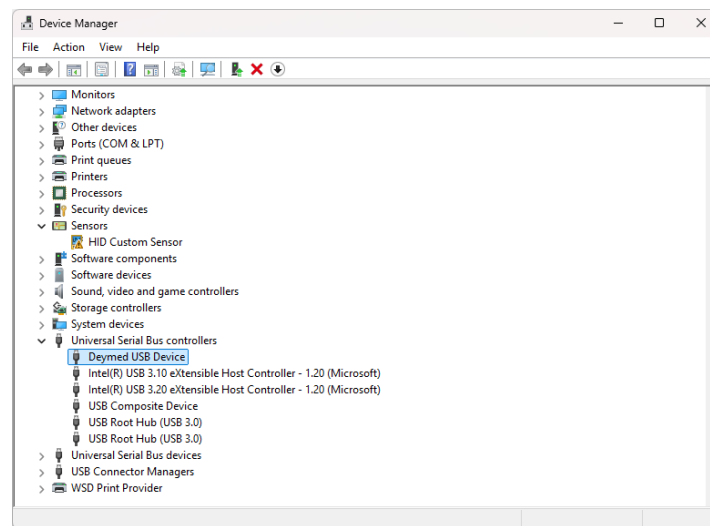 Device Manager
File Action View Help
Monitors
Network adapters
Other devices
Ports (COM & LPT)
Print queues
Printers
Processors
Security devices
Sensors
HID Custom Sensor
Software components
Software devices
Sound, video and game controllers
Storage controllers
System devices
Universal Serial Bus controllers
Deymed USB Device
Intel(R) USB 3.10 eXtensible Host Controller - 1.20 (Microsoft)
Intel(R) USB 3.20 eXtensible Host Controller - 1.20 (Microsoft)
USB Composite Device
USB Root Hub (USB 3.0)
USB Root Hub (USB 3.0)
Universal Serial Bus devices
USB Connector Managers
WSD Print Provider